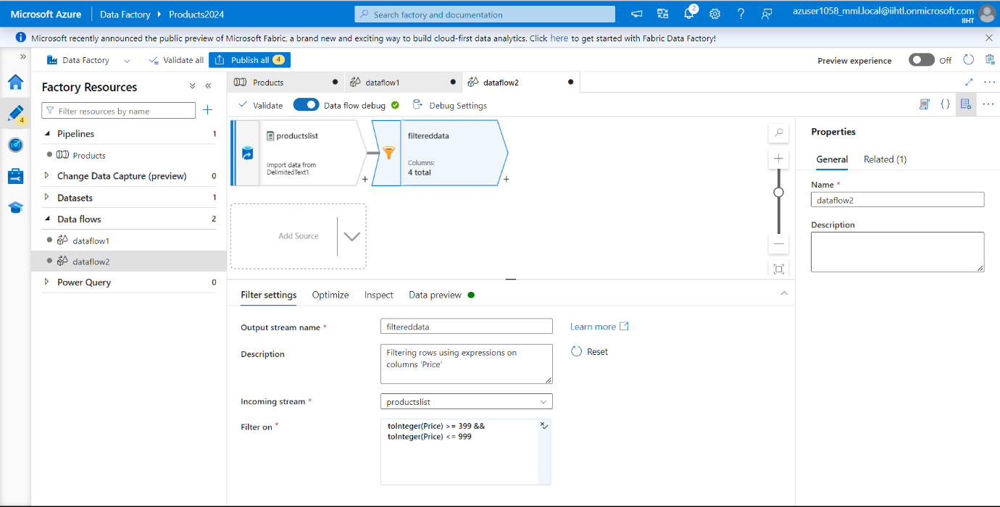 Microsoft Azure
Data Factory
Products2024
Search factory and documentation
2
azuser1058_mml.local@iihtl.onmicrosoft.com
IIHT
Microsoft recently announced the public preview of Microsoft Fabric, a brand new and exciting way to build cloud-first data analytics. Click here to get started with Fabric Data Factory!
Data Factory
Validate all
Publish all 4
Preview experience
Off
4
Factory Resources
Filter resources by name
Pipelines 1
Products
Change Data Capture (preview) 0
Datasets 1
Data flows 2
dataflow1
dataflow2
Power Query 0
Products
dataflow1
dataflow2
Validate
Data flow debug
Debug Settings
productslist
Import data from
DelimitedText1
+
filtereddata
Columns:
4 total
+
Add Source
Filter settings
Optimize
Inspect
Data preview
Output stream name *
filtereddata
Learn more
Description
Filtering rows using expressions on
columns 'Price'
Reset
Incoming stream *
productslist
Filter on *
toInteger(Price) >= 399 &&
toInteger(Price) <= 999
Properties
General
Related (1)
Name *
dataflow2
Description